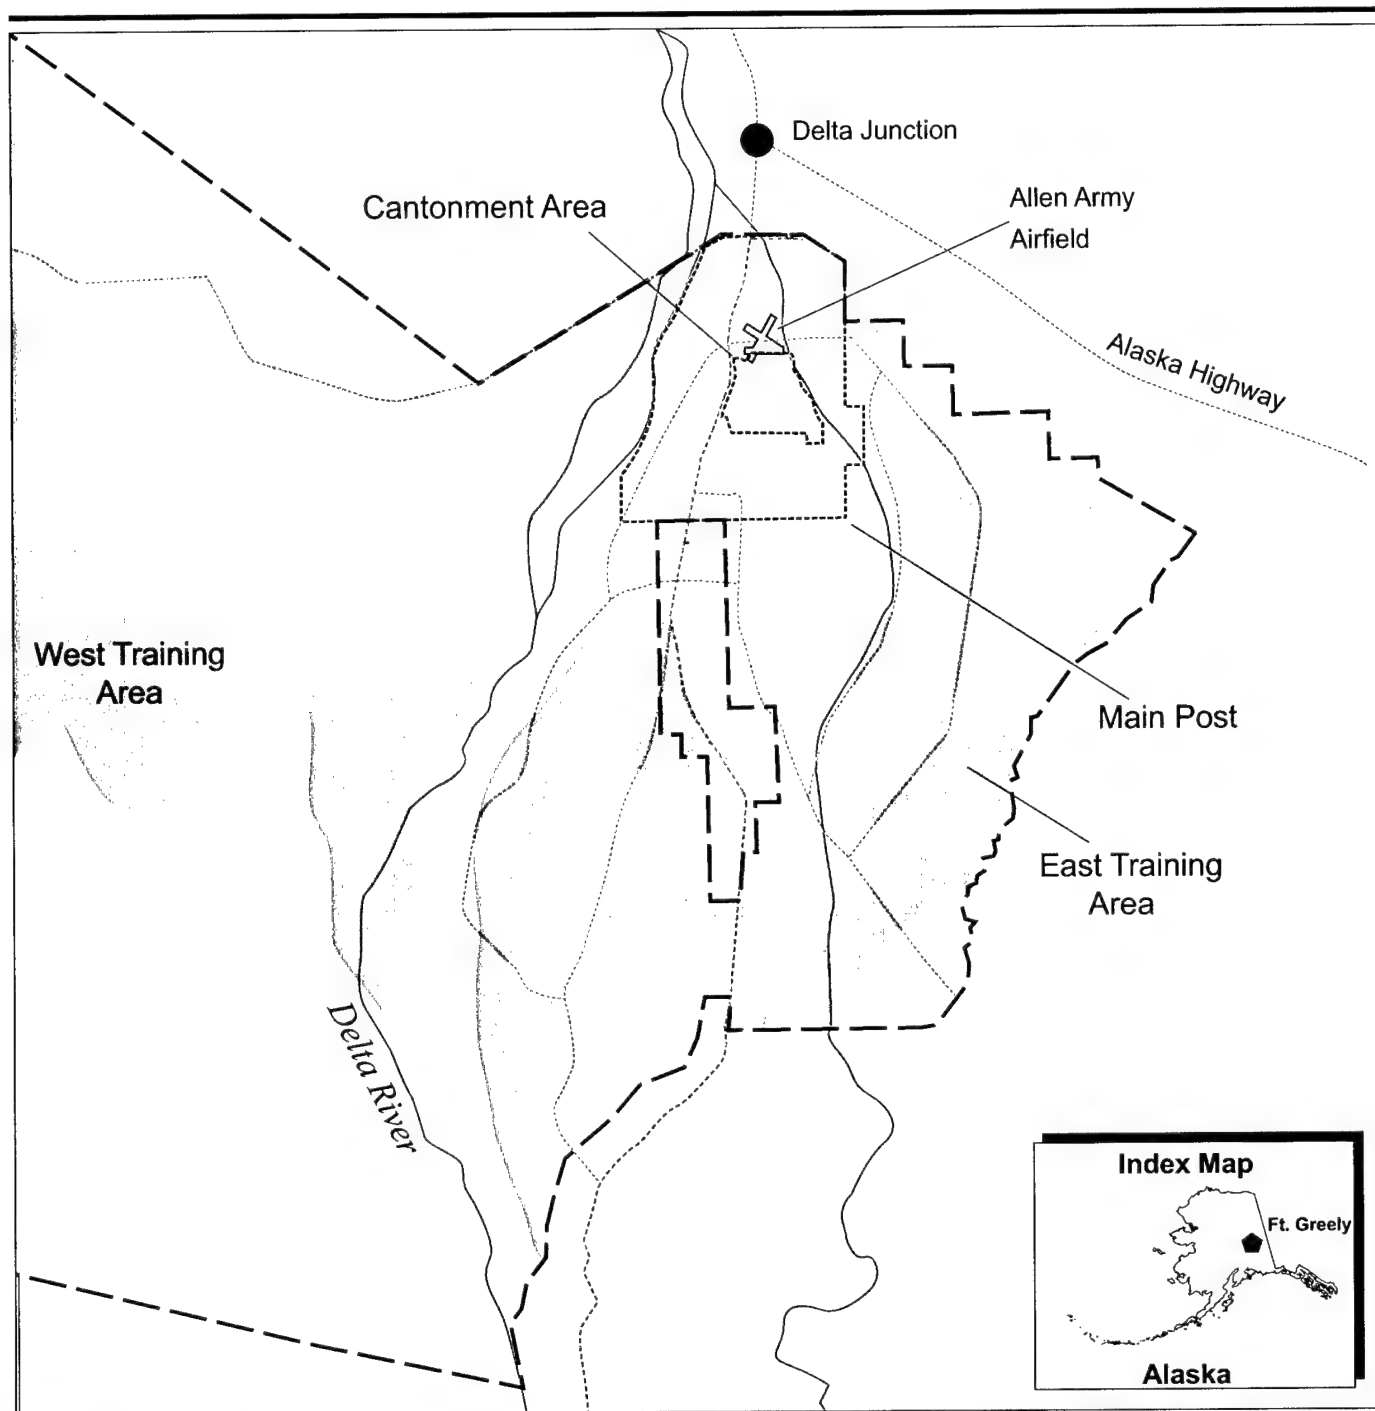 Delta Junction
Cantonment Area
Allen Army
Airfield
Alaska Highway
West Training
Area
Main Post
East Training
Area
Delta River
Index Map
Ft. Greely
Alaska